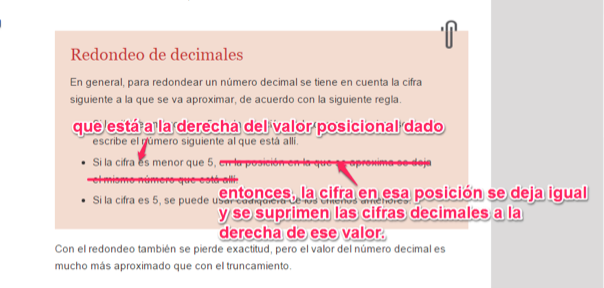 Redondeo de decimales
En general, para redondear un número decimal se tiene en cuenta la cifra
siguiente a la que se va aproximar, de acuerdo con la siguiente regla.
que está a la derecha del valor posicional dado
escribe el número siguiente al que está allí.
• Si la cifra es menor que 5, en la posición en la que se aproxima se deja
el mismo número que está allí.
entonces, la cifra en esa posición se deja igual
• Si la cifra es 5, se puede usar cualquiera de los criterios anteriores.
y se suprimen las cifras decimales a la
derecha de ese valor.
Con el redondeo también se pierde exactitud, pero el valor del número decimal es
mucho más aproximado que con el truncamiento.